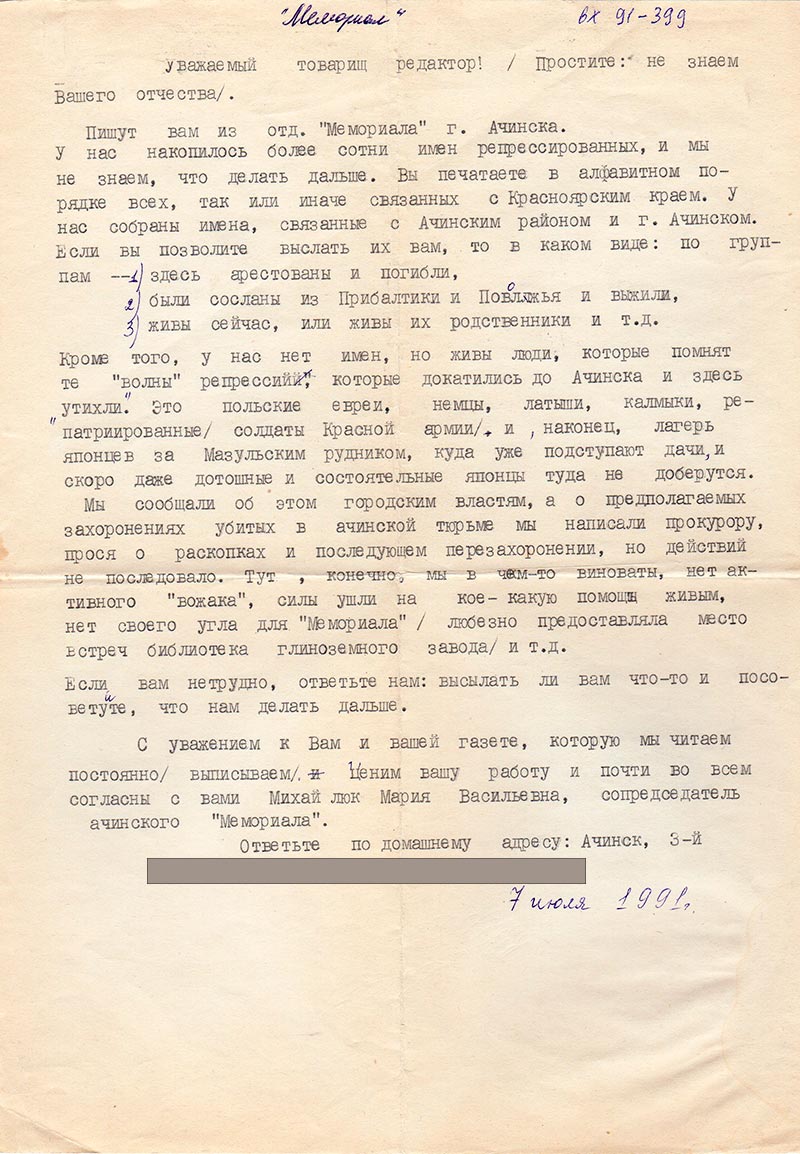 "Мемориал" вх 91-399
уважаемый товарищ редактор! / Простите: не знаем
Вашего отчества/.
Пишут вам из отд. "Мемориала" г. Ачинска.
У нас накопилось более сотни имен репрессированных, и мы
не знаем, что делать дальше. Вы печатаете в алфавитном по-
рядке всех, так или иначе связанных с Красноярским краем. У
нас собраны имена, связанные с Ачинским районом и г. Ачинском.
Если вы позволите выслать их вам, то в каком виде: по груп-
пам -- 1) здесь арестованы и погибли,
2) были сосланы из Прибалтики и Поволжья и выжили,
3) живы сейчас, или живы их родственники и т.д.
Кроме того, у нас нет имен, но живы люди, которые помнят
те "волны" репрессий, которые докатились до Ачинска и здесь
"утихли." Это польские евреи, немцы, латыши, калмыки, ре-
патриированные/ солдаты Красной армии/, и , наконец, лагерь
японцев за Мазульским рудником, куда уже подступают дачи, и
скоро даже дотошные и состоятельные японцы туда не доберутся.
Мы сообщали об этом городским властям, а о предполагаемых
захоронениях убитых в ачинской тюрьме мы написали прокурору,
прося о раскопках и последующем перезахоронении, но действий
не последовало. Тут , конечно, мы в чем-то виноваты, нет ак-
тивного "вожака", силы ушли на кое- какую помощь живым,
нет своего угла для "Мемориала" / любезно предоставляла место
встреч библиотека глиноземного завода/ и т.д.
Если вам нетрудно, ответьте нам: высылать ли вам что-то и посо-
ветуйте, что нам делать дальше.
С уважением к Вам и вашей газете, которую мы читаем
постоянно/ выписываем/. Ценим вашу работу и почти во всем
согласны с вами Михайлюк Мария Васильевна, сопредседатель
ачинского "Мемориала".
Ответьте по домашнему адресу: Ачинск, 3-й
7 июля 1991г.